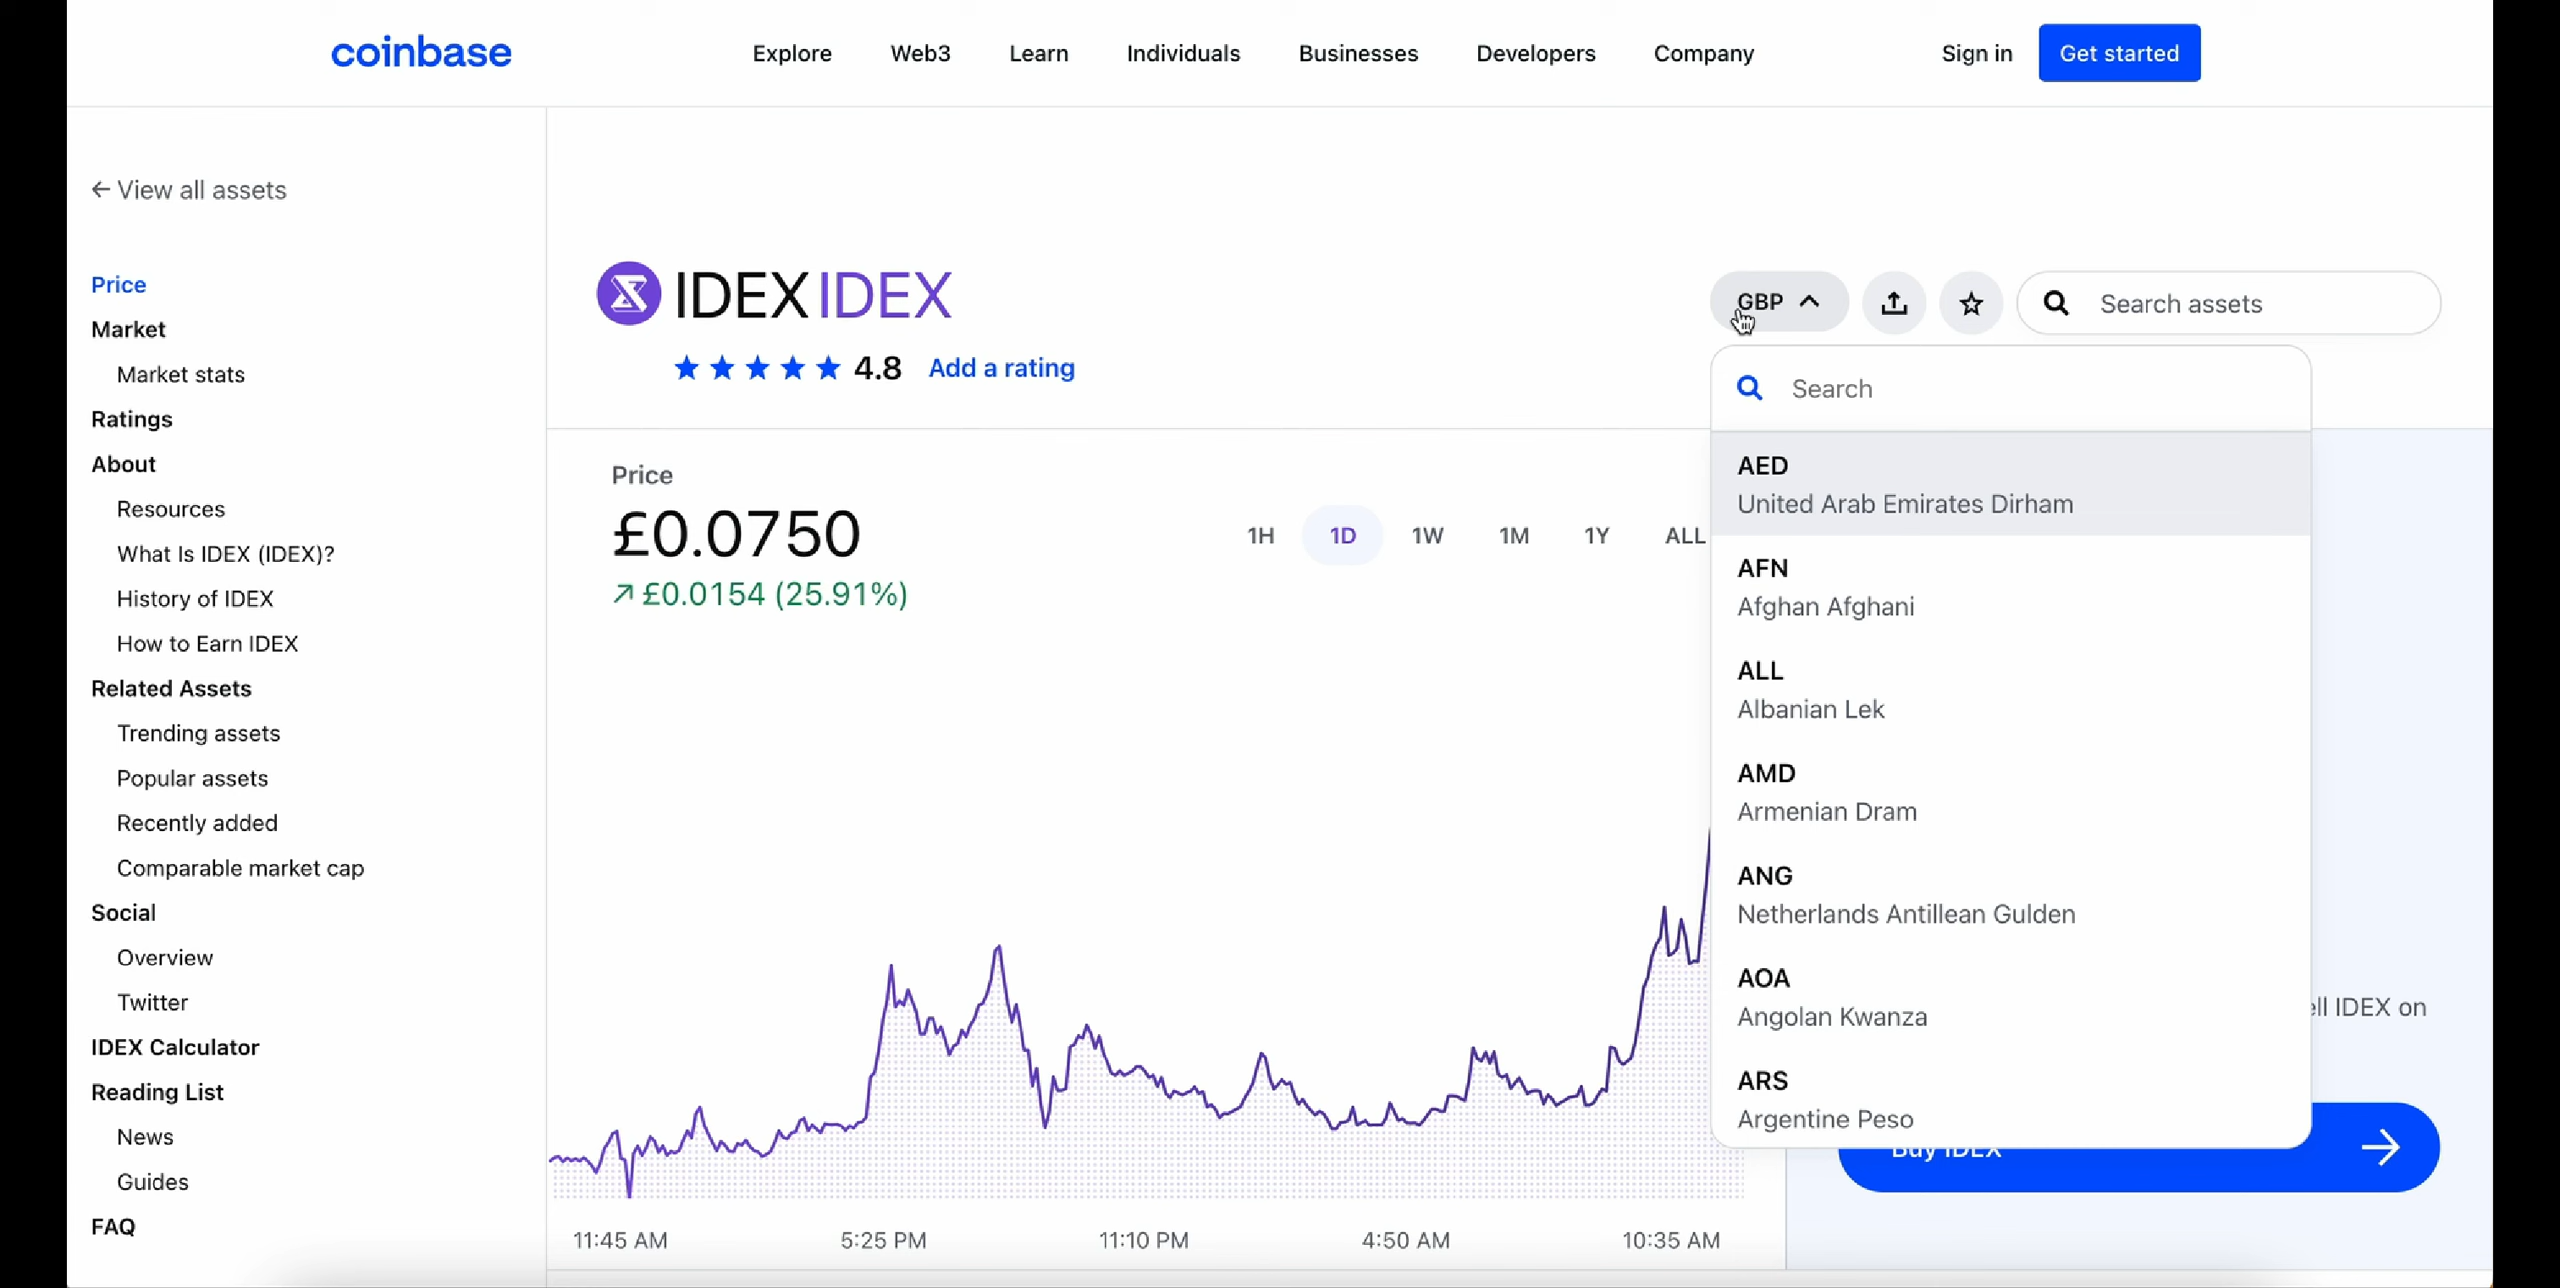 coinbase
Explore
Web3
Learn
Individuals
Businesses
Developers
Company
Sign in
Get started
← View all assets
Price
Market
Market stats
Ratings
About
Resources
What Is IDEX (IDEX)?
History of IDEX
How to Earn IDEX
Related Assets
Trending assets
Popular assets
Recently added
Comparable market cap
Social
Overview
Twitter
IDEX Calculator
Reading List
News
Guides
FAQ
IDEX IDEX
4.8 Add a rating
GBP
Search assets
Price
£0.0750
↗ £0.0154 (25.91%)
1H 1D 1W 1M 1Y ALL
11:45 AM 5:25 PM 11:10 PM 4:50 AM 10:35 AM
Search
AED
United Arab Emirates Dirham
AFN
Afghan Afghani
ALL
Albanian Lek
AMD
Armenian Dram
ANG
Netherlands Antillean Gulden
AOA
Angolan Kwanza
ARS
Argentine Peso
IDEX on
Buy IDEX